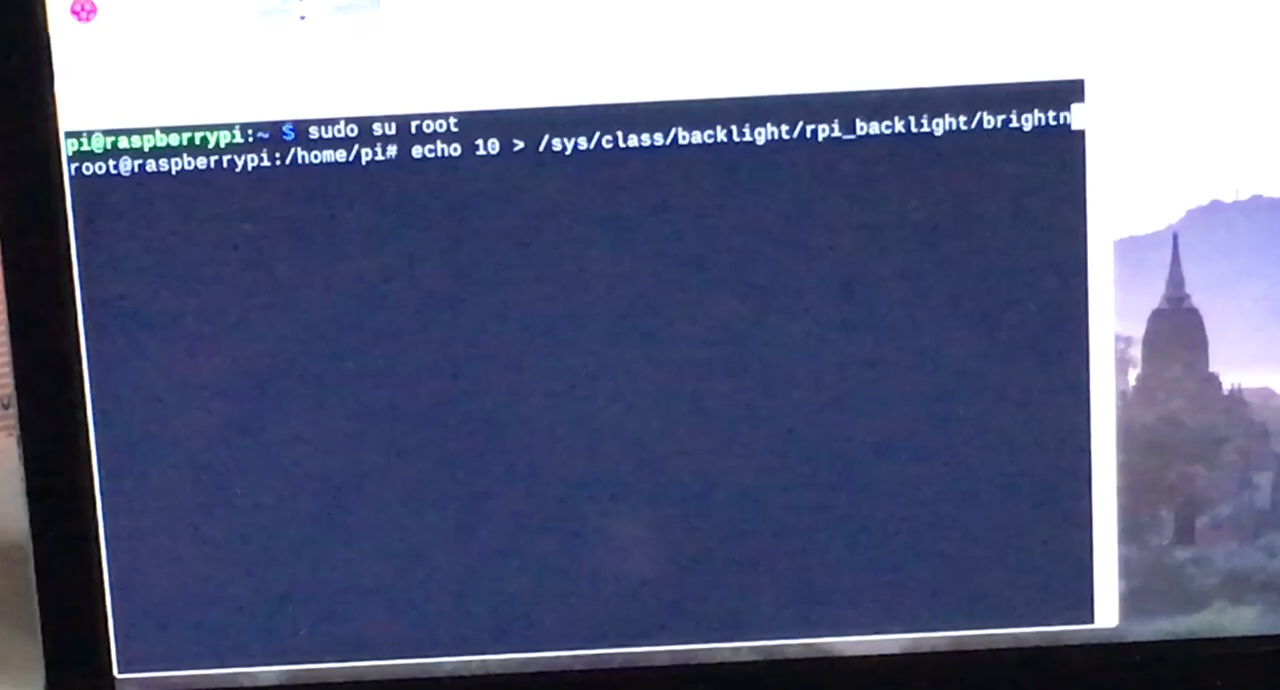 pi@raspberrypi:~ $ sudo su root
root@raspberrypi:/home/pi# echo 10 > /sys/class/backlight/rpi_backlight/brightn